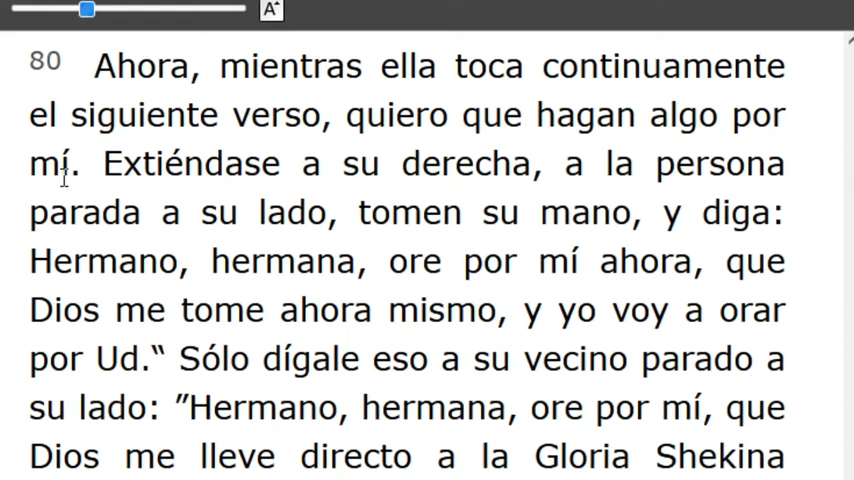 A
80 Ahora, mientras ella toca continuamente
el siguiente verso, quiero que hagan algo por
mí. Extiéndase a su derecha, a la persona
parada a su lado, tomen su mano, y diga:
Hermano, hermana, ore por mí ahora, que
Dios me tome ahora mismo, y yo voy a orar
por Ud.‟ Sólo dígale eso a su vecino parado a
su lado: ”Hermano, hermana, ore por mí, que
Dios me lleve directo a la Gloria Shekina